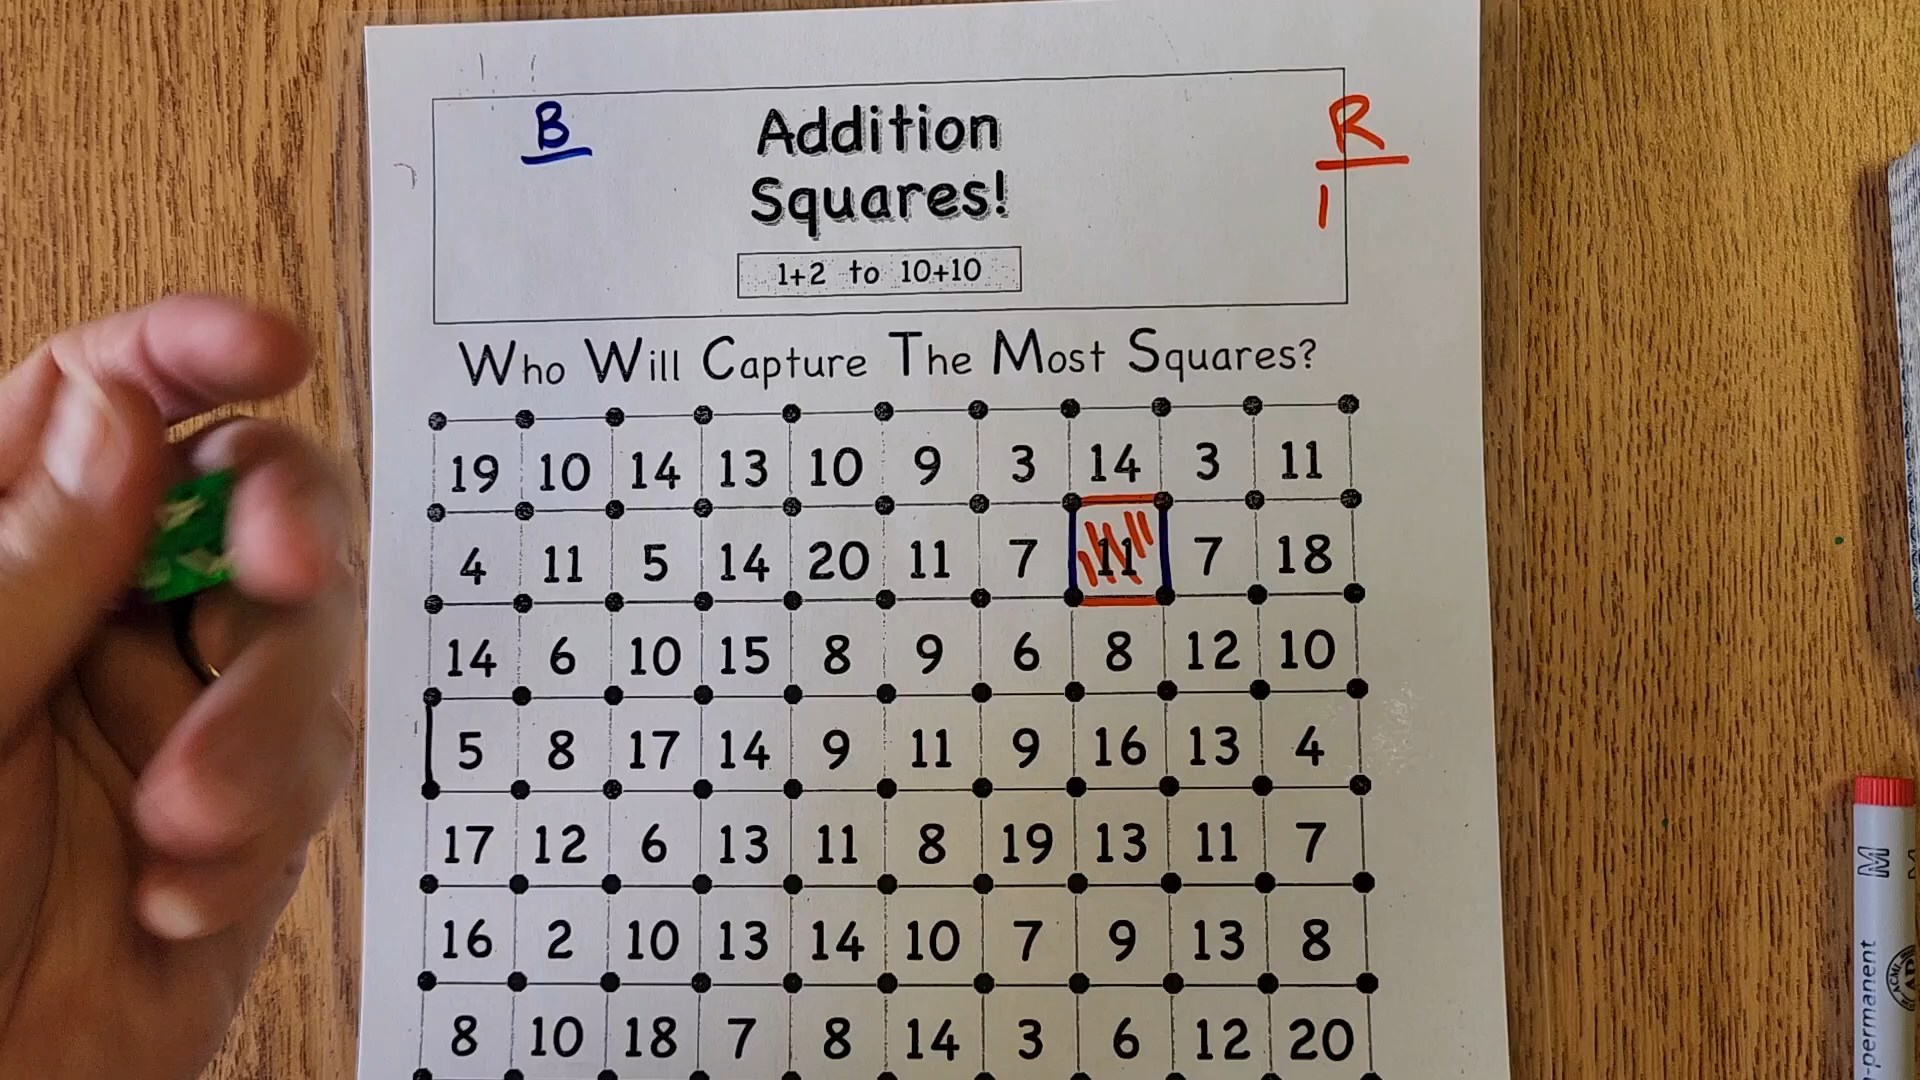 B
R
1
Addition
Squares!
1+2 to 10+10
Who Will Capture The Most Squares?
19 10 14 13 10 9 3 14 3 11
4 11 5 14 20 11 7 11 7 18
14 6 10 15 8 9 6 8 12 10
5 8 17 14 9 11 9 16 13 4
17 12 6 13 11 8 19 13 11 7
16 2 10 13 14 10 7 9 13 8
8 10 18 7 8 14 3 6 12 20
M
-permanent
ACMI
AP